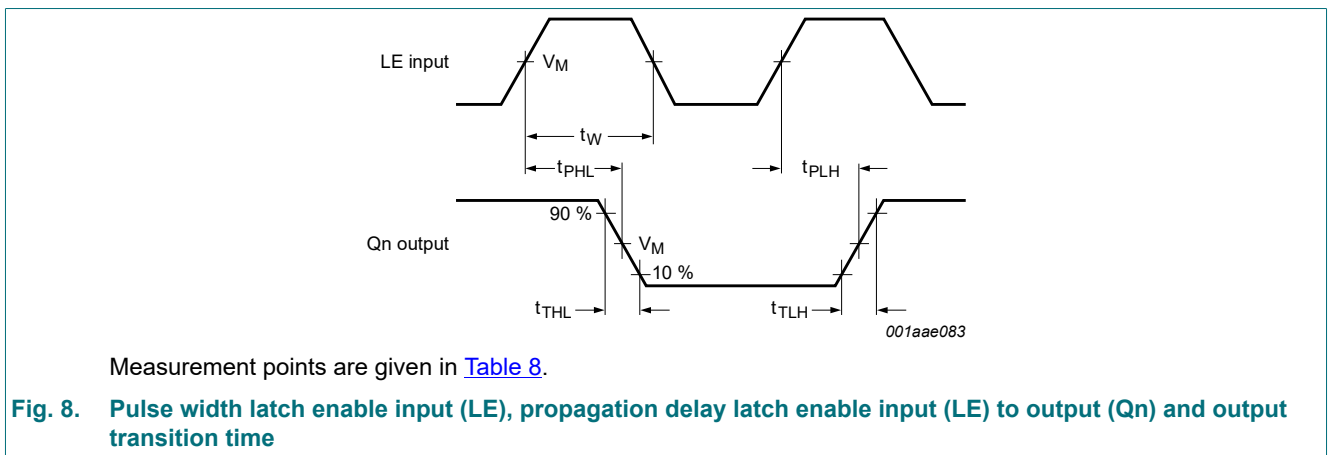 LE input
VM
tW
tPHL
tPLH
90 %
Qn output
VM
10 %
tTHL
tTLH
001aae083
Measurement points are given in Table 8.
Fig. 8. Pulse width latch enable input (LE), propagation delay latch enable input (LE) to output (Qn) and output
transition time